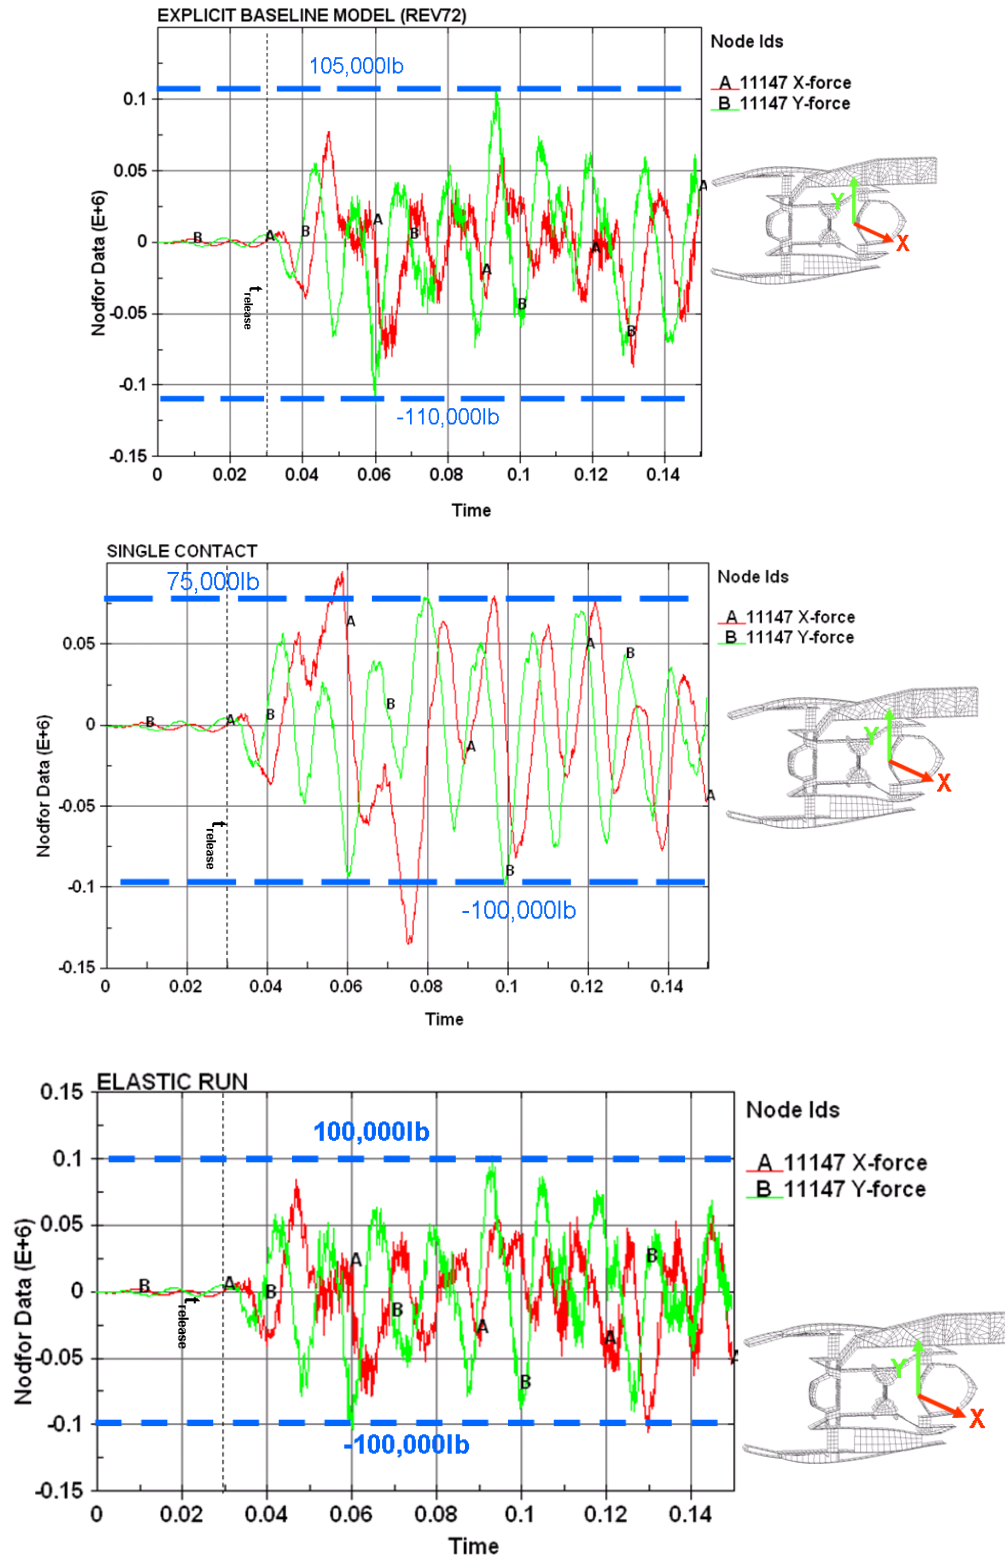 EXPLICIT BASELINE MODEL (REV72)
105,000lb
Node Ids
A 11147 X-force
B 11147 Y-force
Nodfor Data (E+6)
0.1
0.05
0
-0.05
-0.1
-0.15
B
A
B
A
B
A
B
A
B
A
trelease
-110,000lb
Y
X
0
0.02
0.04
0.06
0.08
0.1
0.12
0.14
Time
SINGLE CONTACT
75,000lb
Node Ids
A 11147 X-force
B 11147 Y-force
Nodfor Data (E+6)
0.05
0
-0.05
-0.1
-0.15
B
A
B
A
B
A
B
A
B
A
trelease
-100,000lb
Y
X
0
0.02
0.04
0.06
0.08
0.1
0.12
0.14
Time
ELASTIC RUN
100,000lb
Node Ids
A 11147 X-force
B 11147 Y-force
Nodfor Data (E+6)
0.15
0.1
0.05
0
-0.05
-0.1
-0.15
B
A
B
A
B
A
B
A
B
A
trelease
-100,000lb
Y
X
0
0.02
0.04
0.06
0.08
0.1
0.12
0.14
Time